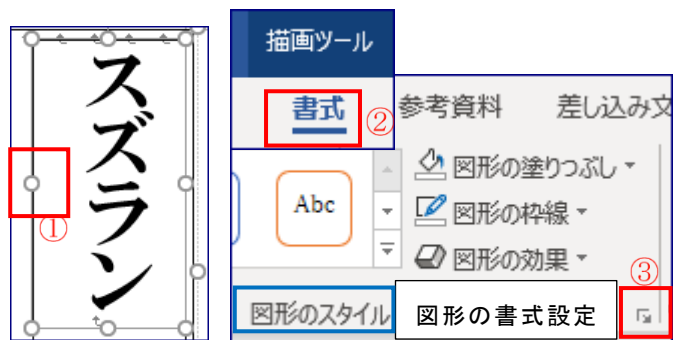 スズラン
①
描画ツール
書式
②
参考資料
差し込み文
Abc
図形の塗りつぶし
図形の枠線
図形の効果
③
図形のスタイル
図形の書式設定